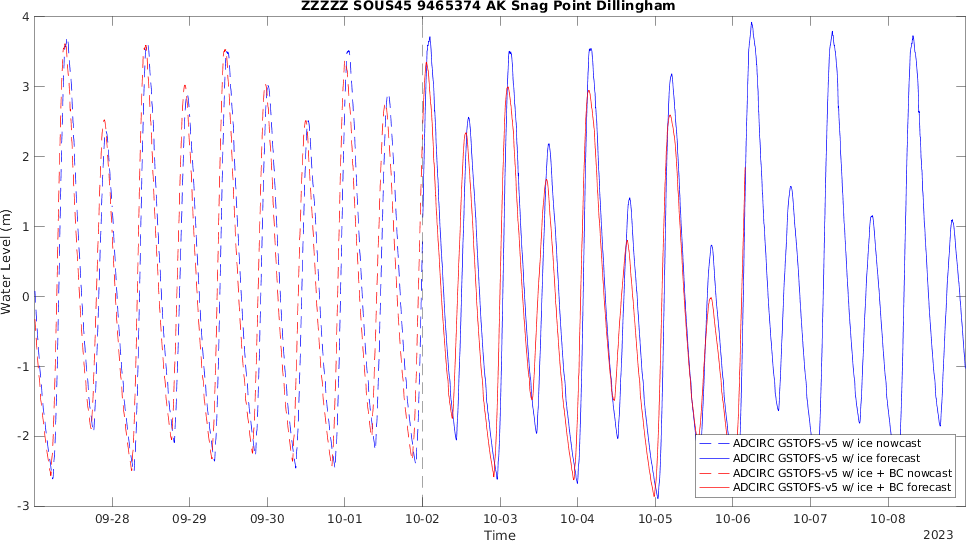 ZZZZZ SOUS45 9465374 AK Snag Point Dillingham
4
3
2
1
0
-1
-2
-3
Water Level (m)
ADCIRC GSTOFS-v5 w/ ice nowcast
ADCIRC GSTOFS-v5 w/ ice forecast
ADCIRC GSTOFS-v5 w/ ice + BC nowcast
ADCIRC GSTOFS-v5 w/ ice + BC forecast
09-28 09-29 09-30 10-01 10-02 10-03 10-04 10-05 10-06 10-07 10-08
Time
2023